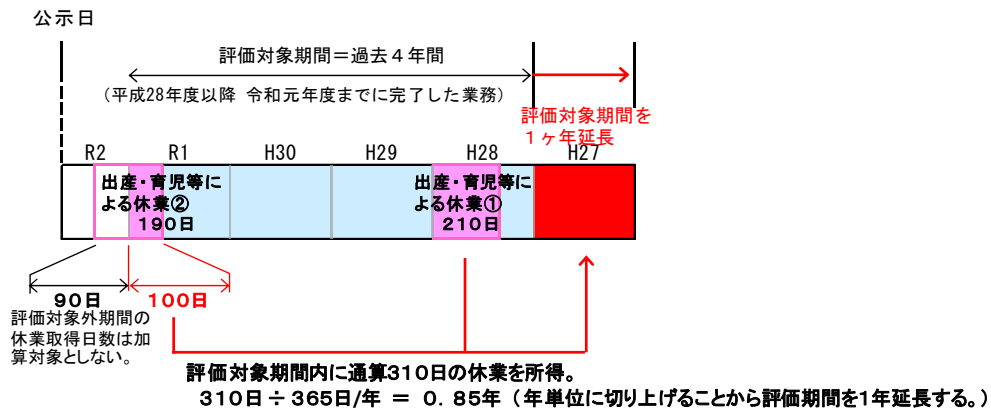 公示日
評価対象期間＝過去４年間
（平成28年度以降 令和元年度までに完了した業務）
評価対象期間を
１ヶ年延長
R2 R1 H30 H29 H28 H27
出産・育児等に
よる休業②
１９０日
出産・育児等に
よる休業①
２１０日
９０日
１００日
評価対象外期間の
休業取得日数は加
算対象としない。
評価対象期間内に通算310日の休業を所得。
310日÷365日/年 ＝ ０．８５年（年単位に切り上げることから評価期間を1年延長する。）